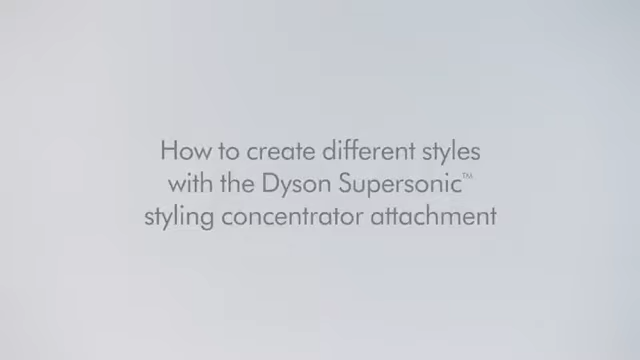 How to create different styles
with the Dyson Supersonic™
styling concentrator attachment